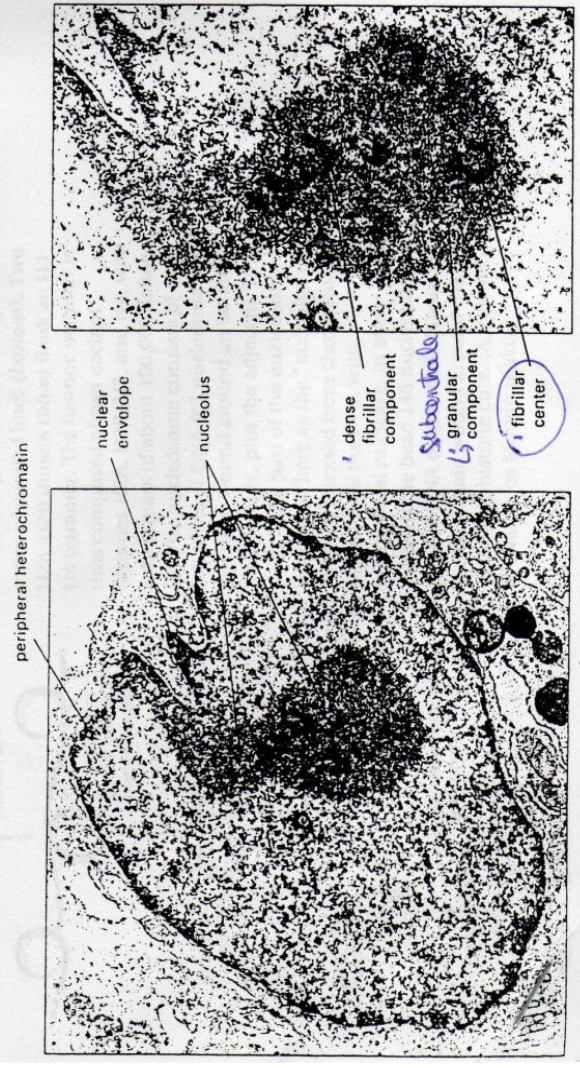 peripheral heterochromatin
nuclear
envelope
nucleolus
dense
fibrillar
component
subcentrale
granular
component
fibrillar
center